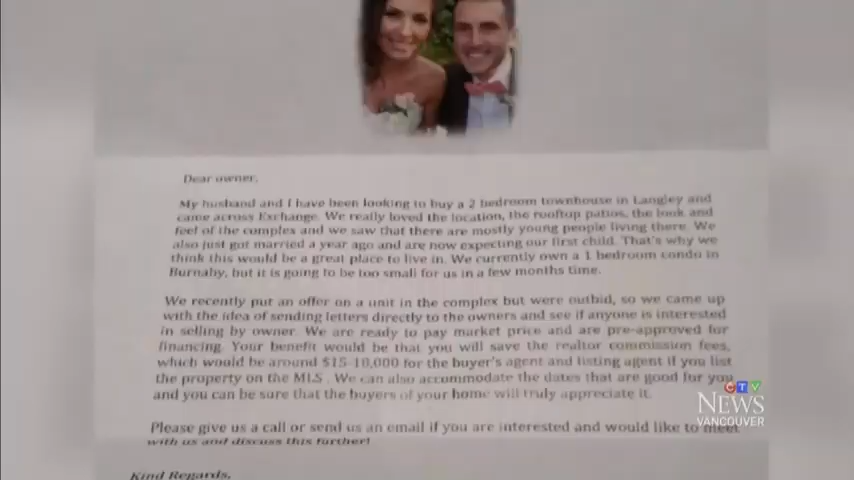 Dear owner,
My husband and I have been looking to buy a 2 bedroom townhouse in Langley and
came across Exchange. We really loved the location, the rooftop patios, the look and
feel of the complex and we saw that there are mostly young people living there. We
also just got married a year ago and are now expecting our first child. That's why we
think this would be a great place to live in. We currently own a 1 bedroom condo in
Burnaby, but it is going to be too small for us in a few months time.
We recently put an offer on a unit in the complex but were outbid, so we came up
with the idea of sending letters directly to the owners and see if anyone is interested
in selling by owner. We are ready to pay market price and are pre-approved for
financing. Your benefit would be that you will save the realtor commission fees,
which would be around $15-18,000 for the buyer's agent and listing agent if you list
the property on the MLS . We can also accommodate the dates that are good for you
and you can be sure that the buyers of your home will truly appreciate it.
Please give us a call or send us an email if you are interested and would like to meet
with us and discuss this further!
Kind Regards,
CTV
NEWS
VANCOUVER